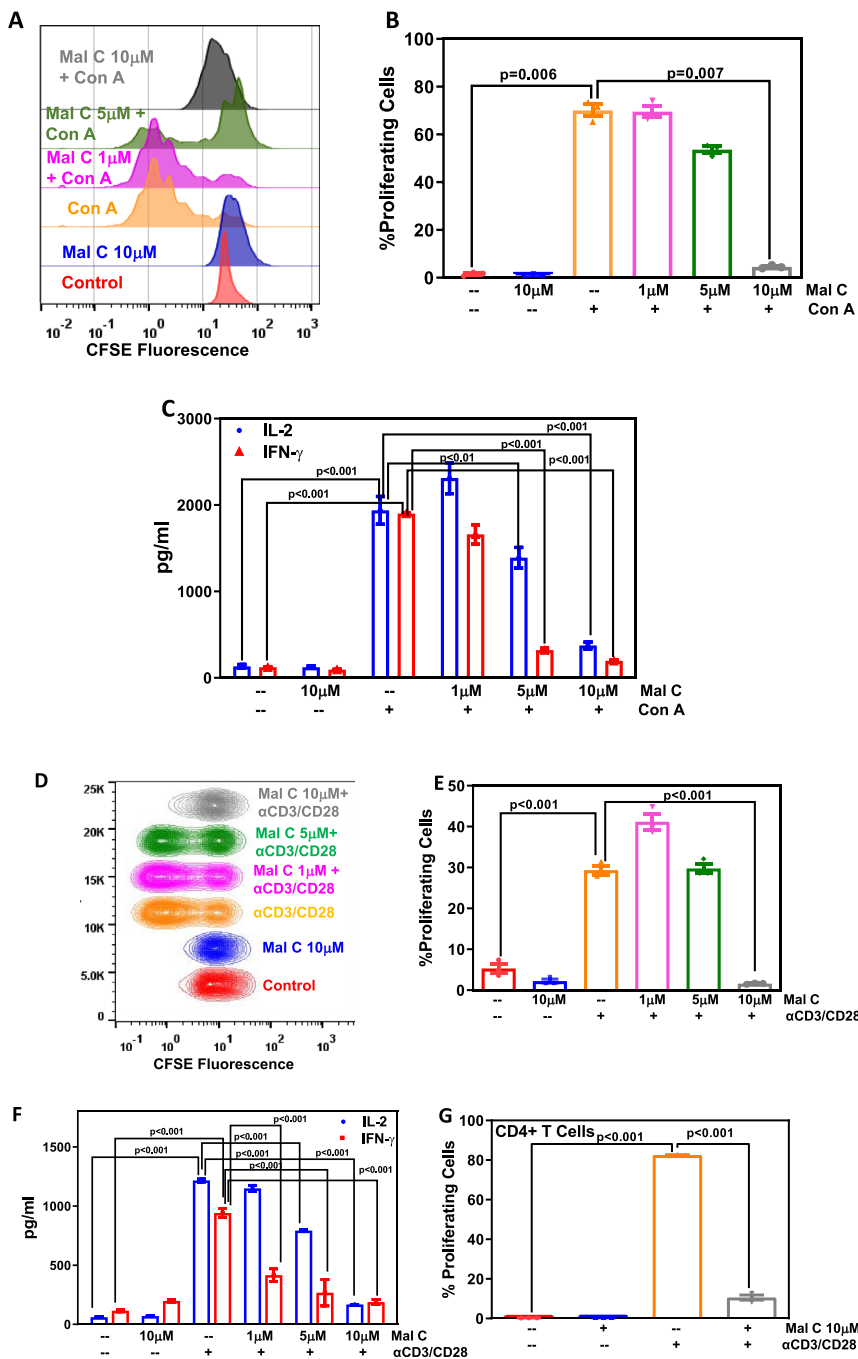 A
Mal C 10μM
+ Con A
Mal C 5μM +
Con A
Mal C 1μM
+ Con A
Con A
Mal C 10μM
Control
10-2 10-1 100 101 102 103
CFSE Fluorescence
B
%Proliferating Cells
100
80
60
40
20
0
p=0.006
p=0.007
-- 10μM -- 1μM 5μM 10μM Mal C
-- -- + + + + Con A
C
pg/ml
3000
2000
1000
0
IL-2
IFN-γ
p<0.001
p<0.001
p<0.001
p<0.001
p<0.01
p<0.001
-- 10μM -- 1μM 5μM 10μM Mal C
-- -- + + + + Con A
D
25K
20K
15K
10K
5.0K
0
Mal C 10μM+
αCD3/CD28
Mal C 5μM+
αCD3/CD28
Mal C 1μM +
αCD3/CD28
αCD3/CD28
Mal C 10μM
Control
10-1 100 101 102 103
CFSE Fluorescence
E
%Proliferating Cells
50
40
30
20
10
0
p<0.001
p<0.001
-- 10μM -- 1μM 5μM 10μM Mal C
-- -- + + + + αCD3/CD28
F
pg/ml
1500
1000
500
0
IL-2
IFN-γ
p<0.001
p<0.001
p<0.001
p<0.001
p<0.001
p<0.001
p<0.001
-- 10μM -- 1μM 5μM 10μM Mal C
-- -- + + + + αCD3/CD28
G
CD4+ T Cells
% Proliferating Cells
100
80
60
40
20
0
p<0.001
p<0.001
-- + -- + Mal C 10μM
-- -- + + αCD3/CD28